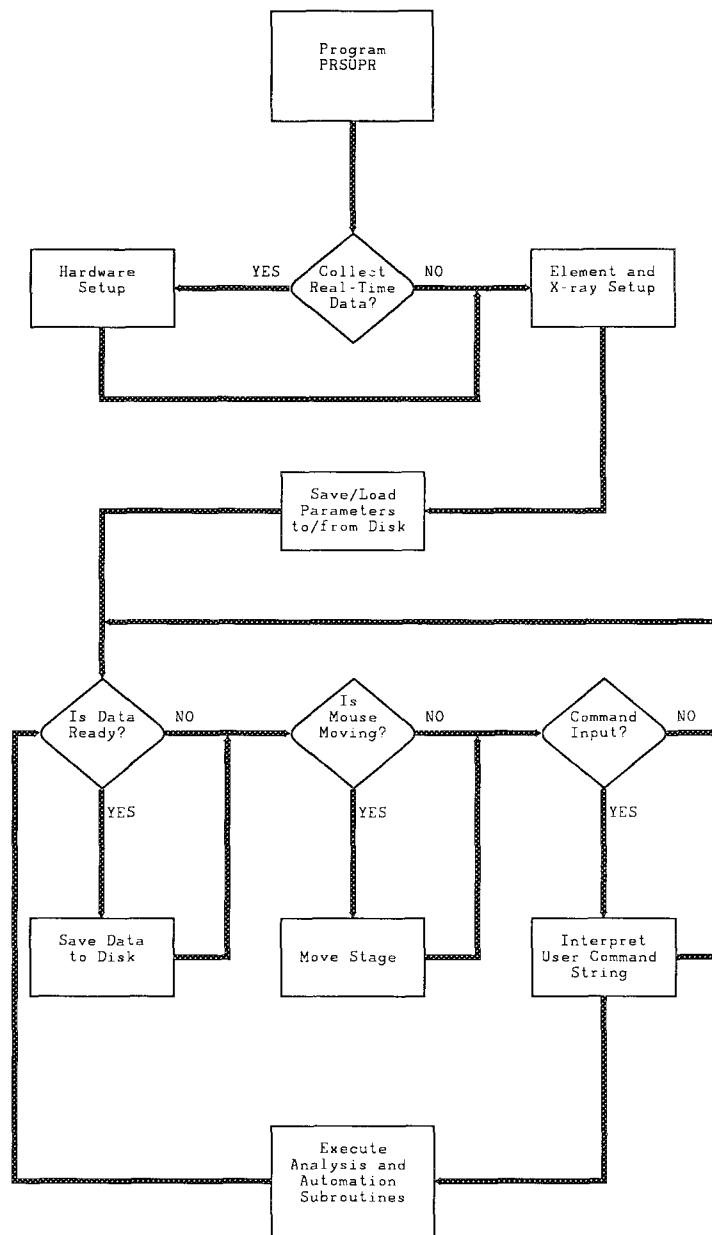 Program
PRSUPR
Hardware
Setup
YES
Collect
Real-Time
Data?
NO
Element and
X-ray Setup
Save/Load
Parameters
to/from Disk
Is Data
Ready?
NO
YES
Is
Mouse
Moving?
NO
YES
Command
Input?
NO
YES
Save Data
to Disk
Move Stage
Interpret
User Command
String
Execute
Analysis and
Automation
Subroutines